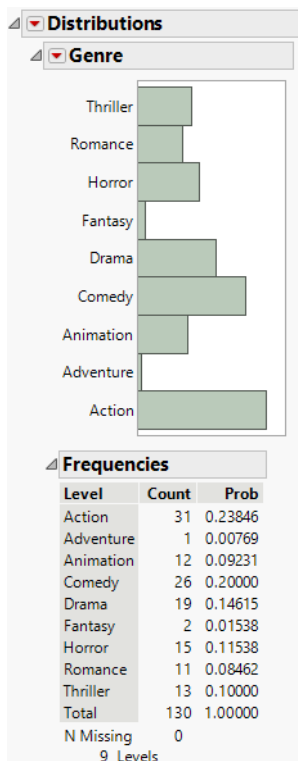 Distributions
Genre
Thriller
Romance
Horror
Fantasy
Drama
Comedy
Animation
Adventure
Action
Frequencies
Level Count Prob
Action 31 0.23846
Adventure 1 0.00769
Animation 12 0.09231
Comedy 26 0.20000
Drama 19 0.14615
Fantasy 2 0.01538
Horror 15 0.11538
Romance 11 0.08462
Thriller 13 0.10000
Total 130 1.00000
N Missing 0
9 Levels